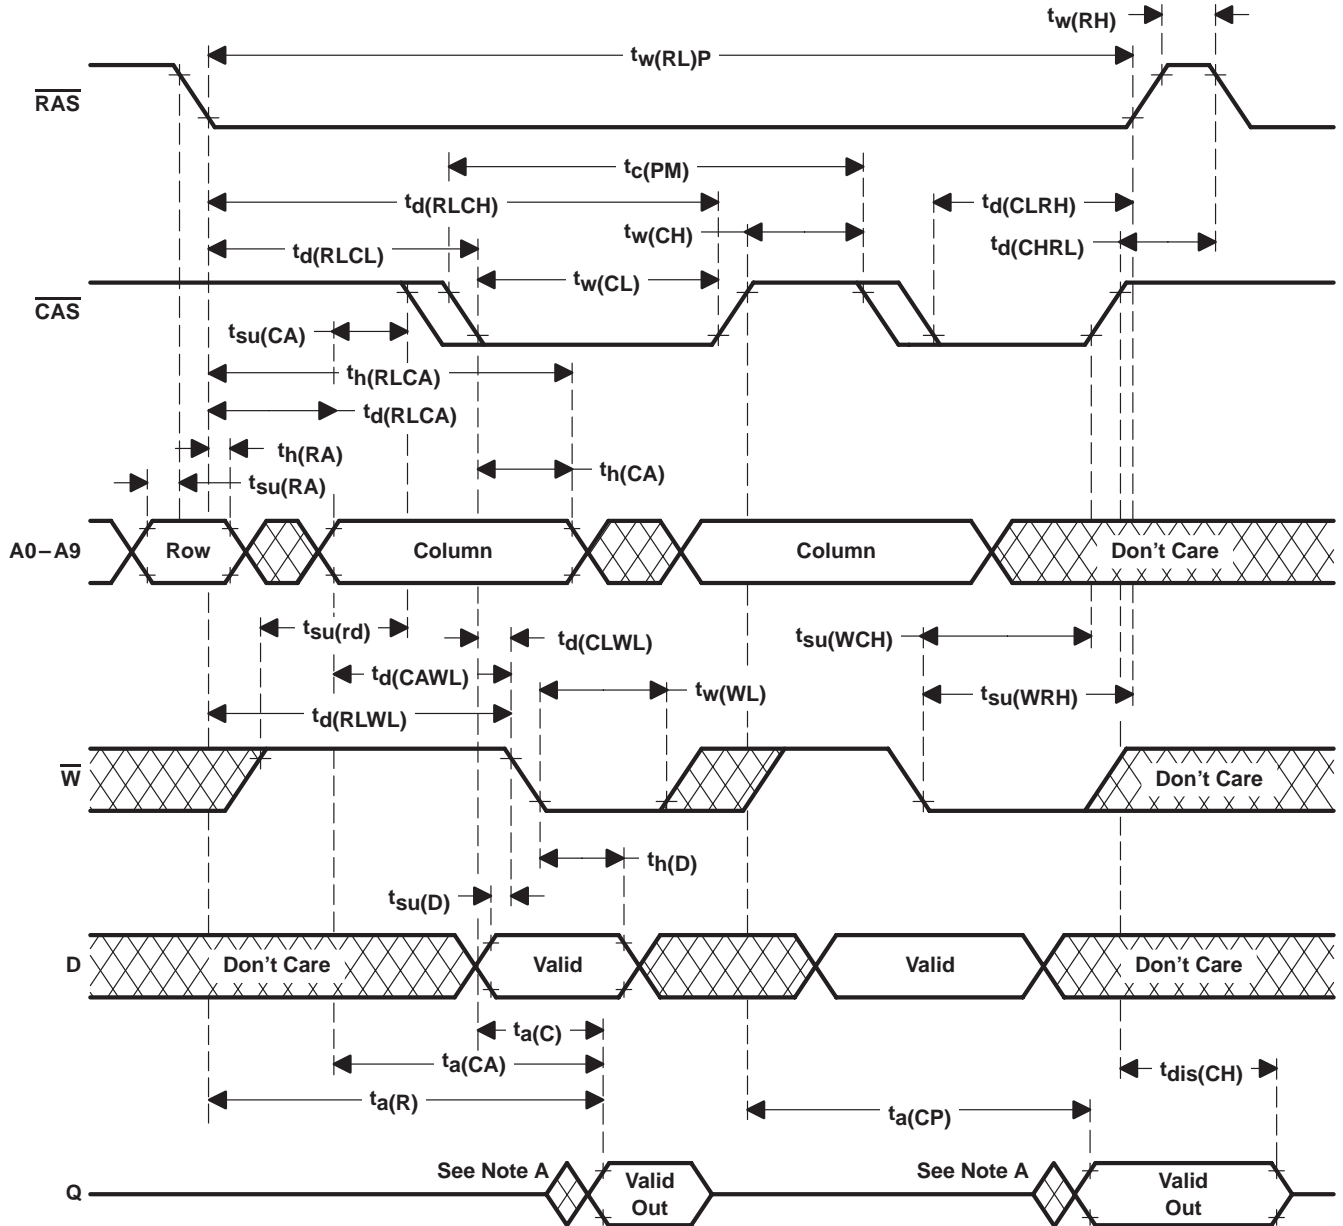 tw(RH)
tw(RL)P
RAS
tc(PM)
td(RLCH)
td(CLRH)
tw(CH)
td(RLCL)
td(CHRL)
tw(CL)
CAS
tsu(CA)
th(RLCA)
td(RLCA)
th(RA)
th(CA)
tsu(RA)
A0–A9
Row
Column
Column
Don't Care
tsu(rd)
td(CLWL)
tsu(WCH)
td(CAWL)
tw(WL)
tsu(WRH)
td(RLWL)
W
Don't Care
th(D)
tsu(D)
D
Don't Care
Valid
Valid
Don't Care
ta(C)
ta(CA)
tdis(CH)
ta(R)
ta(CP)
See Note A
See Note A
Q
Valid
Out
Valid
Out